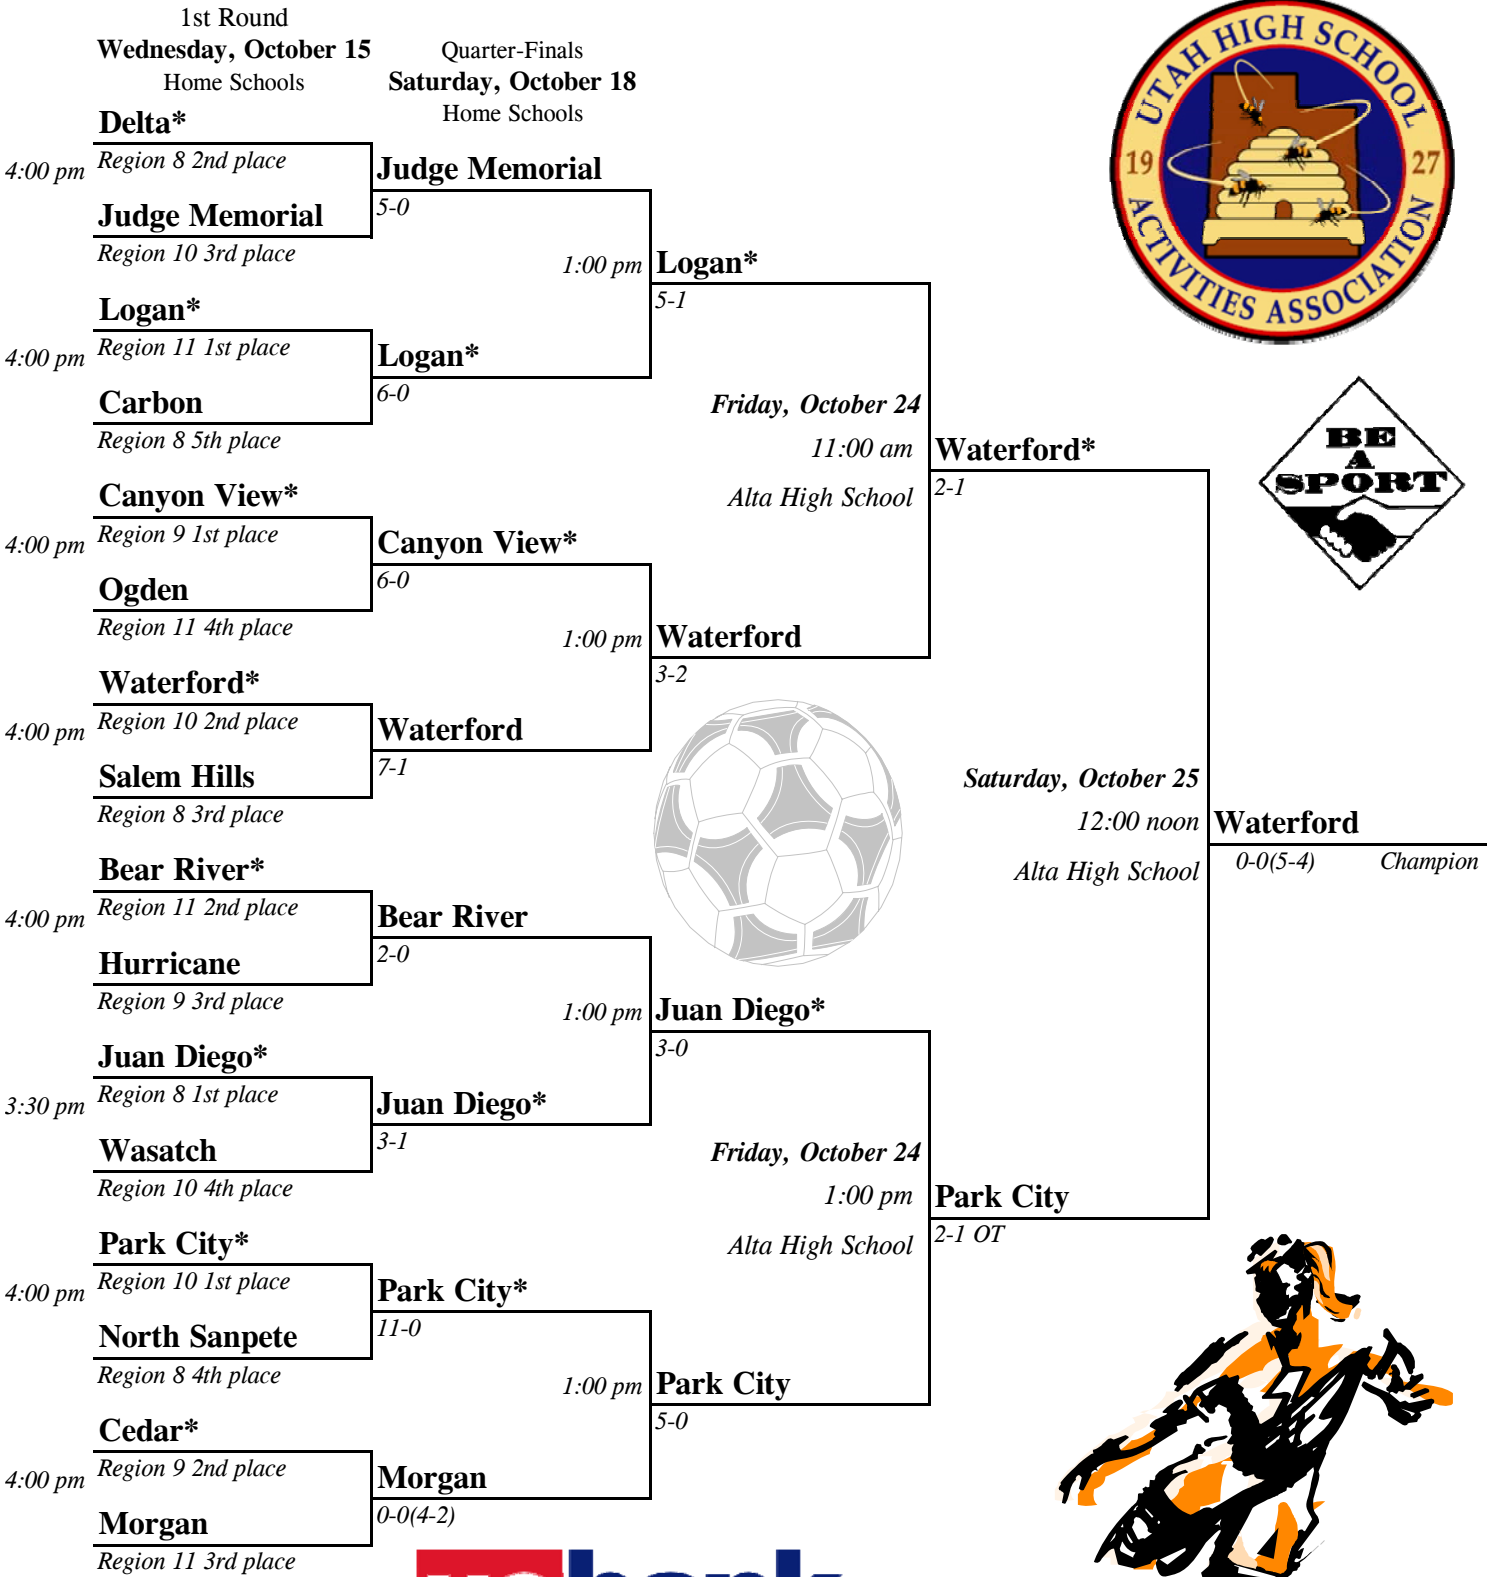 1st Round
Wednesday, October 15
Home Schools
Quarter-Finals
Saturday, October 18
Home Schools
UTAH HIGH SCHOOL
ACTIVITIES ASSOCIATION
19 27
BE
A
SPORT
Delta*
4:00 pm Region 8 2nd place
Judge Memorial
5-0
Judge Memorial
Region 10 3rd place
1:00 pm Logan*
5-1
Logan*
4:00 pm Region 11 1st place
Logan*
6-0
Carbon
Region 8 5th place
Friday, October 24
11:00 am
Alta High School
Waterford*
2-1
Canyon View*
4:00 pm Region 9 1st place
Canyon View*
6-0
Ogden
Region 11 4th place
1:00 pm Waterford
3-2
Waterford*
4:00 pm Region 10 2nd place
Waterford
7-1
Salem Hills
Region 8 3rd place
Saturday, October 25
12:00 noon
Alta High School
Waterford
0-0(5-4) Champion
Bear River*
4:00 pm Region 11 2nd place
Bear River
2-0
Hurricane
Region 9 3rd place
1:00 pm Juan Diego*
3-0
Juan Diego*
3:30 pm Region 8 1st place
Juan Diego*
3-1
Wasatch
Region 10 4th place
Friday, October 24
1:00 pm
Alta High School
Park City
2-1 OT
Park City*
4:00 pm Region 10 1st place
Park City*
11-0
North Sanpete
Region 8 4th place
1:00 pm Park City
5-0
Cedar*
4:00 pm Region 9 2nd place
Morgan
0-0(4-2)
Morgan
Region 11 3rd place